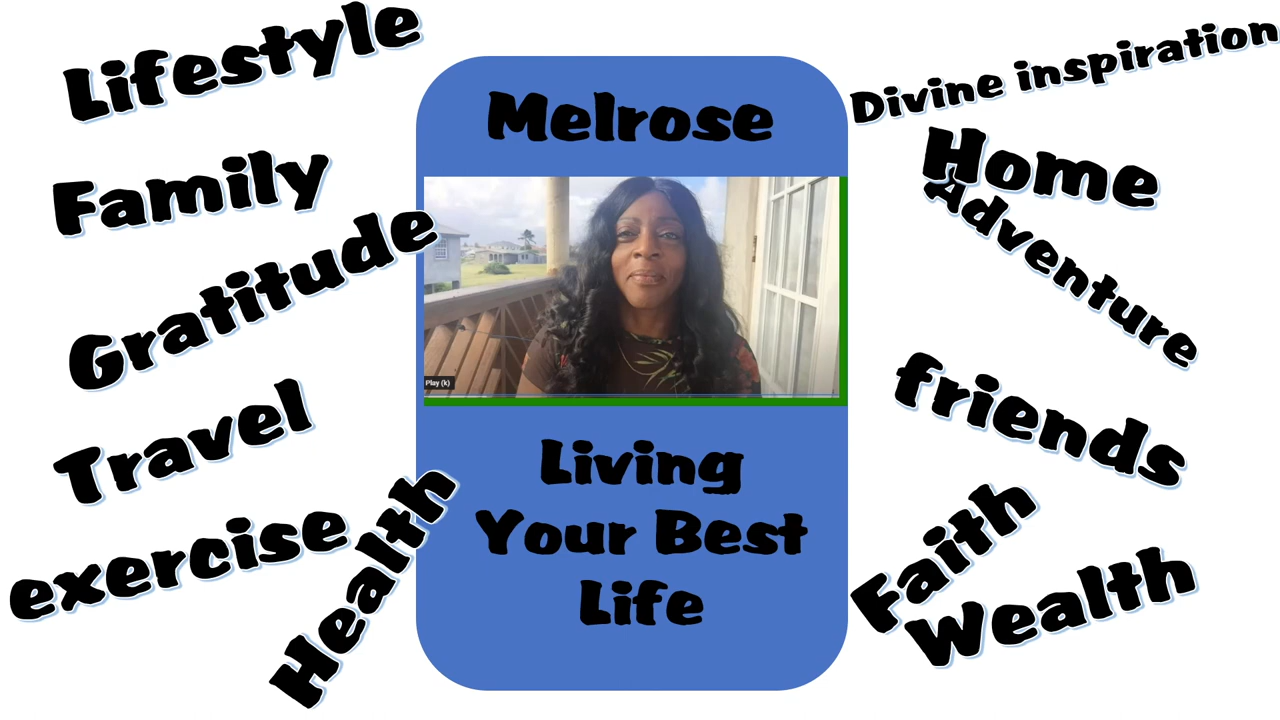 Lifestyle
Family
Gratitude
Travel
exercise
Health
Melrose
Play (k)
Living
Your Best
Life
Divine inspiration
Home
Adventure
friends
Faith
Wealth